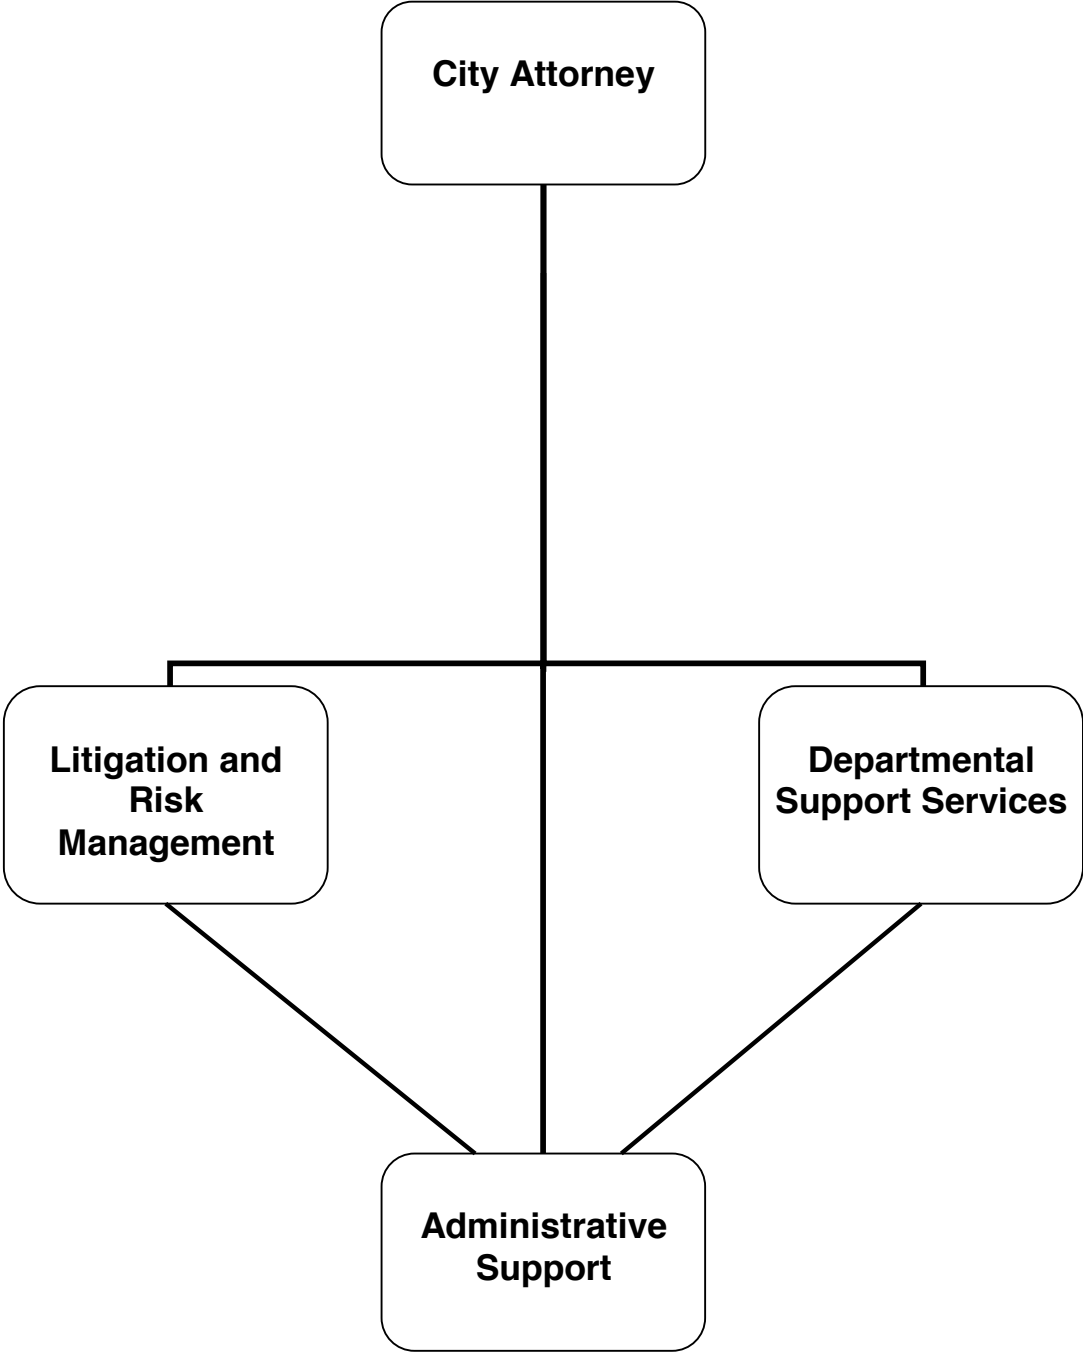 City Attorney
Litigation and
Risk
Management
Departmental
Support Services
Administrative
Support